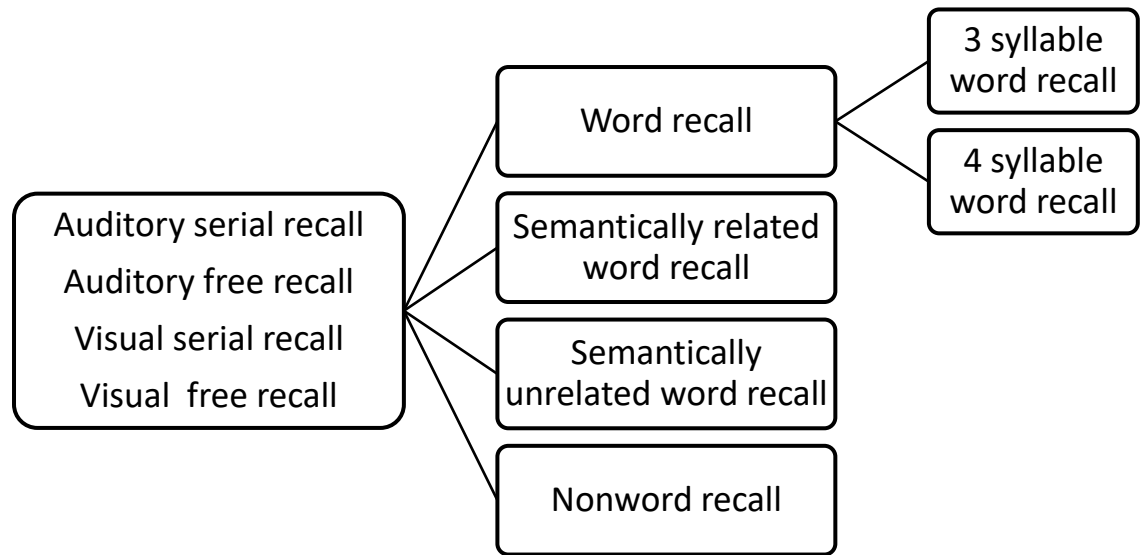 Auditory serial recall
Auditory free recall
Visual serial recall
Visual  free recall
Word recall
Semantically related
word recall
Semantically
unrelated word recall
Nonword recall
3 syllable
word recall
4 syllable
word recall